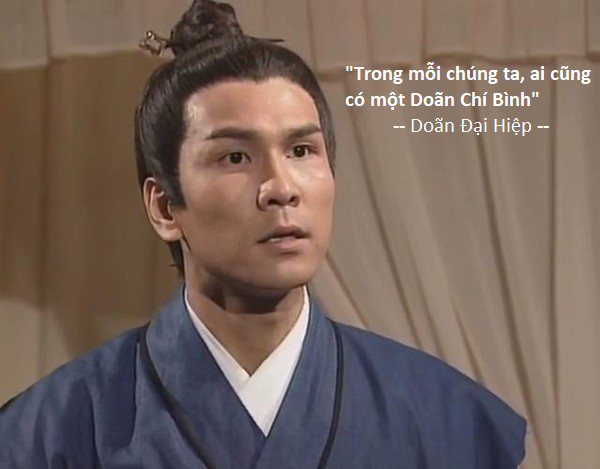 "Trong mỗi chúng ta, ai cũng
có một Doãn Chí Bình"
-- Doãn Đại Hiệp --